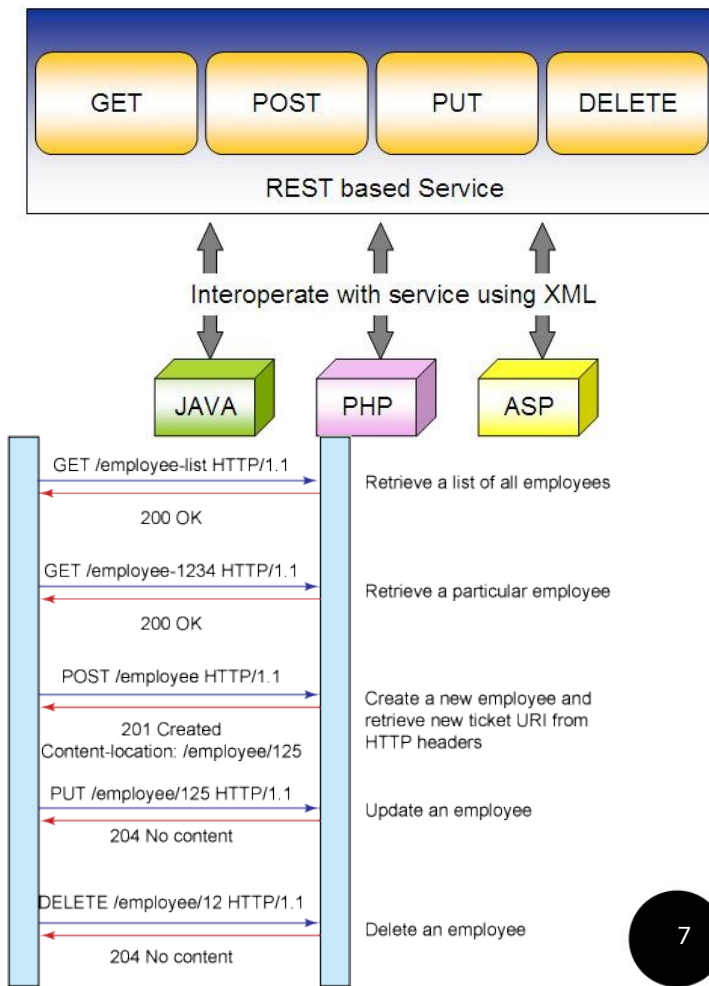 GET POST PUT DELETE
REST based Service
Interoperate with service using XML
JAVA PHP ASP
GET /employee-list HTTP/1.1
200 OK
Retrieve a list of all employees
GET /employee-1234 HTTP/1.1
200 OK
Retrieve a particular employee
POST /employee HTTP/1.1
201 Created
Content-location: /employee/125
Create a new employee and
retrieve new ticket URI from
HTTP headers
PUT /employee/125 HTTP/1.1
204 No content
Update an employee
DELETE /employee/12 HTTP/1.1
204 No content
Delete an employee
7